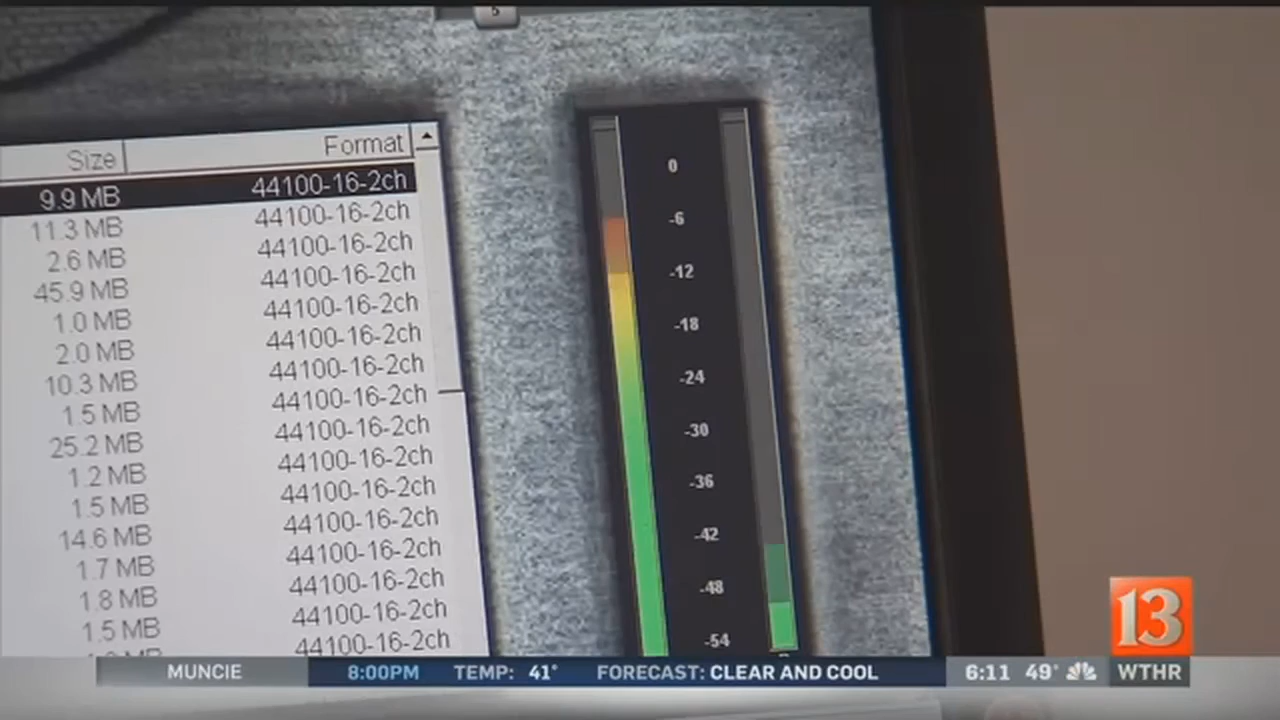 5
Size Format
9.9 MB 44100-16-2ch
11.3 MB 44100-16-2ch
2.6 MB 44100-16-2ch
45.9 MB 44100-16-2ch
1.0 MB 44100-16-2ch
2.0 MB 44100-16-2ch
10.3 MB 44100-16-2ch
1.5 MB 44100-16-2ch
25.2 MB 44100-16-2ch
1.2 MB 44100-16-2ch
1.5 MB 44100-16-2ch
14.6 MB 44100-16-2ch
1.7 MB 44100-16-2ch
1.8 MB 44100-16-2ch
1.5 MB 44100-16-2ch
44100-16-2ch
0
-6
-12
-18
-24
-30
-36
-42
-48
-54
13
MUNCIE 8:00PM TEMP: 41° FORECAST: CLEAR AND COOL 6:11 49° WTHR